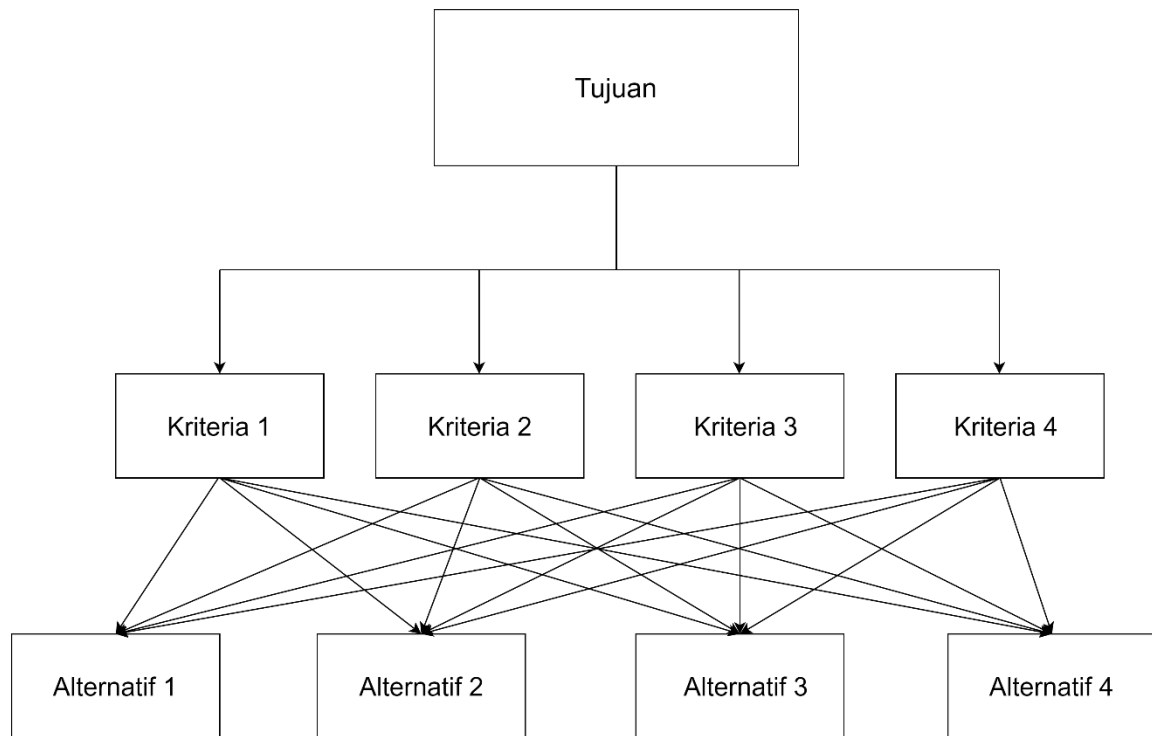 Tujuan
Kriteria 1
Kriteria 2
Kriteria 3
Kriteria 4
Alternatif 1
Alternatif 2
Alternatif 3
Alternatif 4